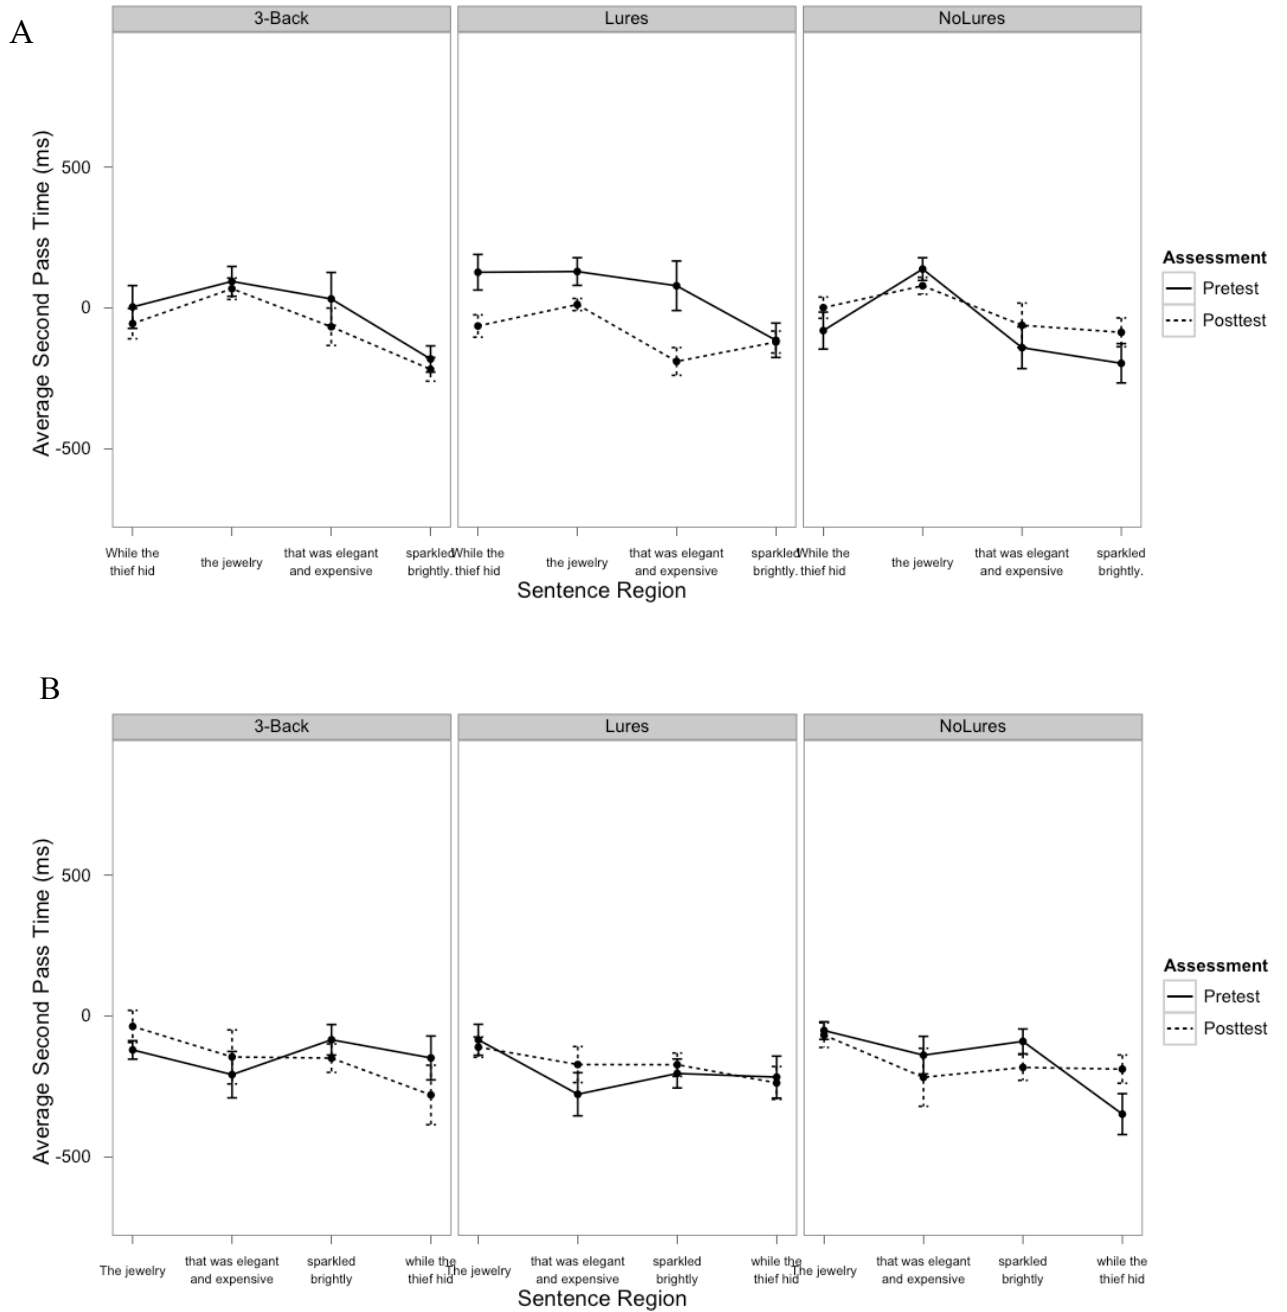 A
3-Back
Lures
NoLures
Average Second Pass Time (ms)
500
0
-500
While the
thief hid
the jewelry
that was elegant
and expensive
sparkled
brightly.
While the
thief hid
the jewelry
that was elegant
and expensive
sparkled
brightly.
While the
thief hid
the jewelry
that was elegant
and expensive
sparkled
brightly.
Sentence Region
Assessment
Pretest
Posttest
B
3-Back
Lures
NoLures
Average Second Pass Time (ms)
500
0
-500
The jewelry
that was elegant
and expensive
sparkled
brightly
while the
thief hid
The jewelry
that was elegant
and expensive
sparkled
brightly
while the
thief hid
The jewelry
that was elegant
and expensive
sparkled
brightly
while the
thief hid
Sentence Region
Assessment
Pretest
Posttest